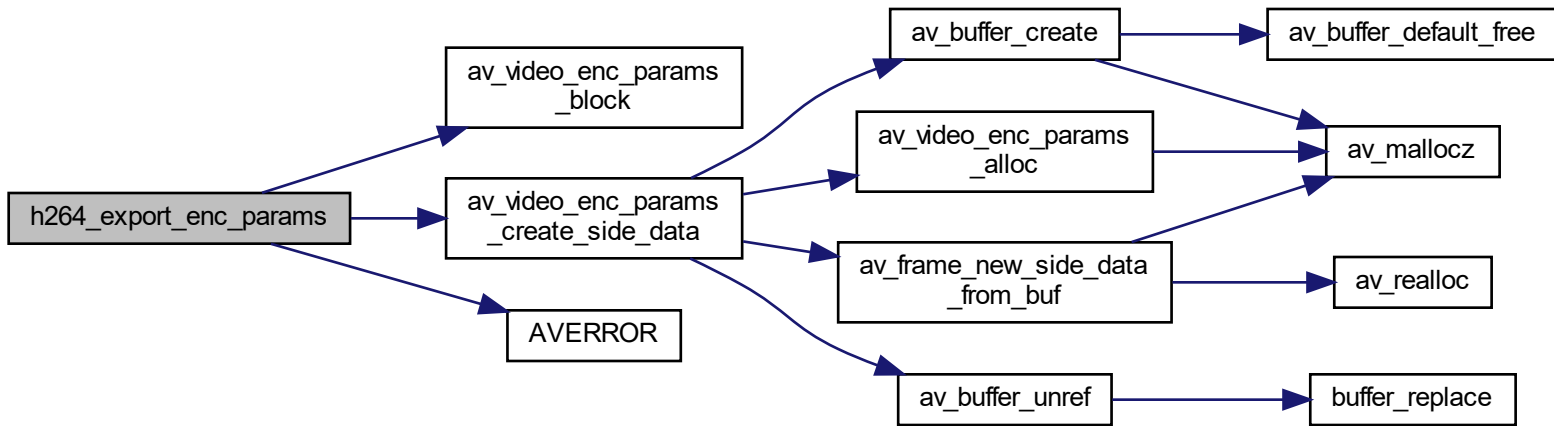 h264_export_enc_params
av_video_enc_params
_block
av_video_enc_params
_create_side_data
AVERROR
av_buffer_create
av_video_enc_params
_alloc
av_frame_new_side_data
_from_buf
av_buffer_unref
av_buffer_default_free
av_mallocz
av_realloc
buffer_replace